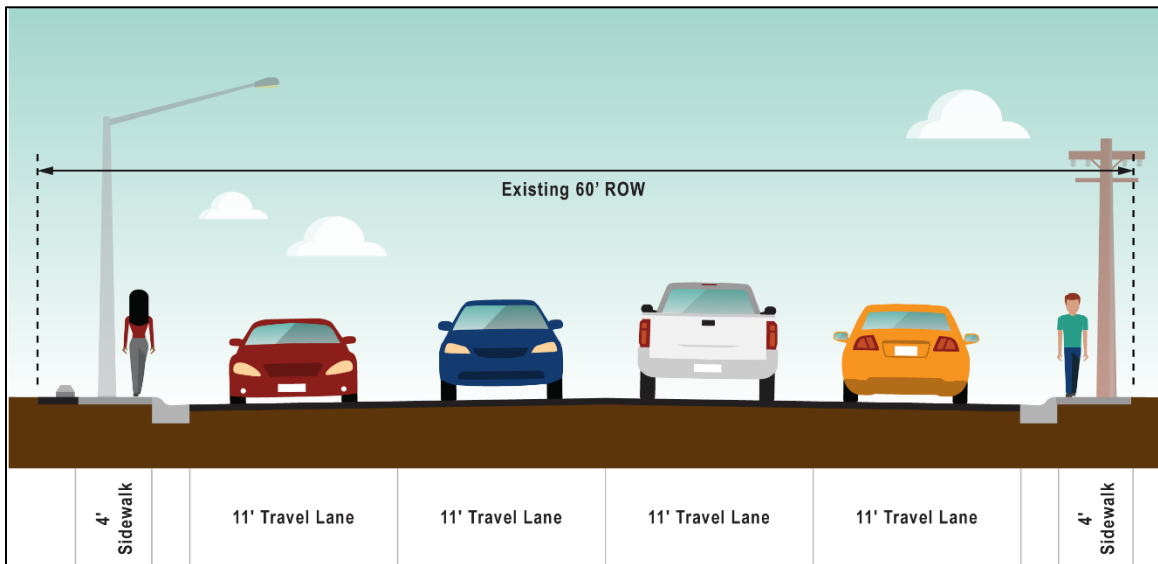 Existing 60’ ROW
4'
Sidewalk
11' Travel Lane
11' Travel Lane
11' Travel Lane
11' Travel Lane
4'
Sidewalk